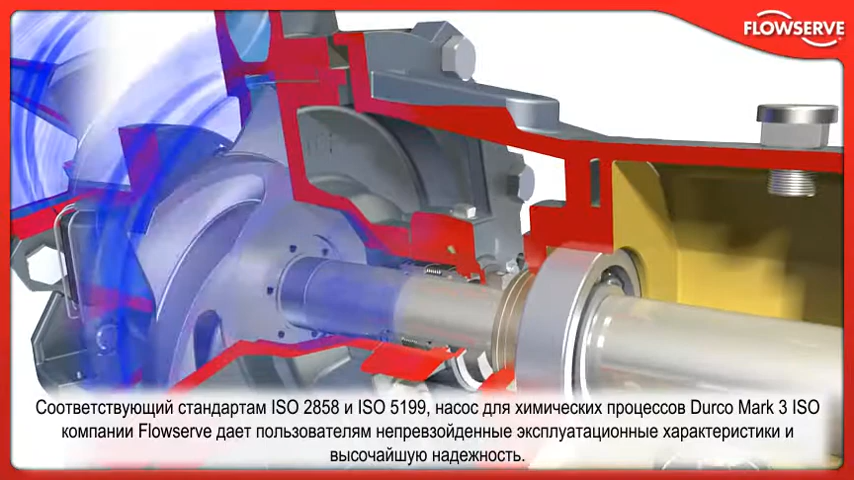 FLOWSERVE
Соответствующий стандартам ISO 2858 и ISO 5199, насос для химических процессов Durco Mark 3 ISO
компании Flowserve дает пользователям непревзойденные эксплуатационные характеристики и
высочайшую надежность.